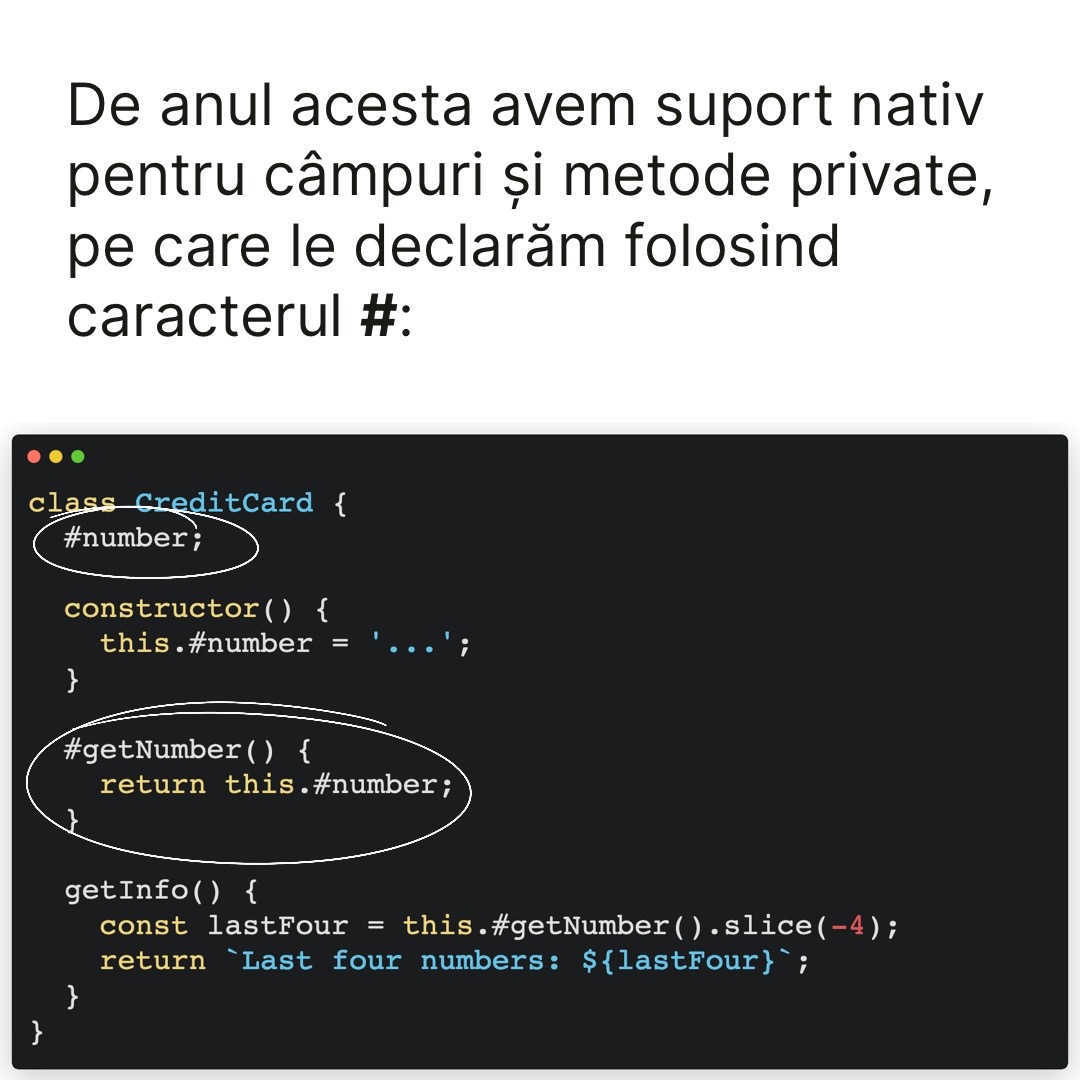 De anul acesta avem suport nativ
pentru câmpuri și metode private,
pe care le declarăm folosind
caracterul #:
class CreditCard {
  #number;
  constructor() {
    this.#number = '...';
  }
  #getNumber() {
    return this.#number;
  }
  getInfo() {
    const lastFour = this.#getNumber().slice(-4);
    return `Last four numbers: ${lastFour}`;
  }
}